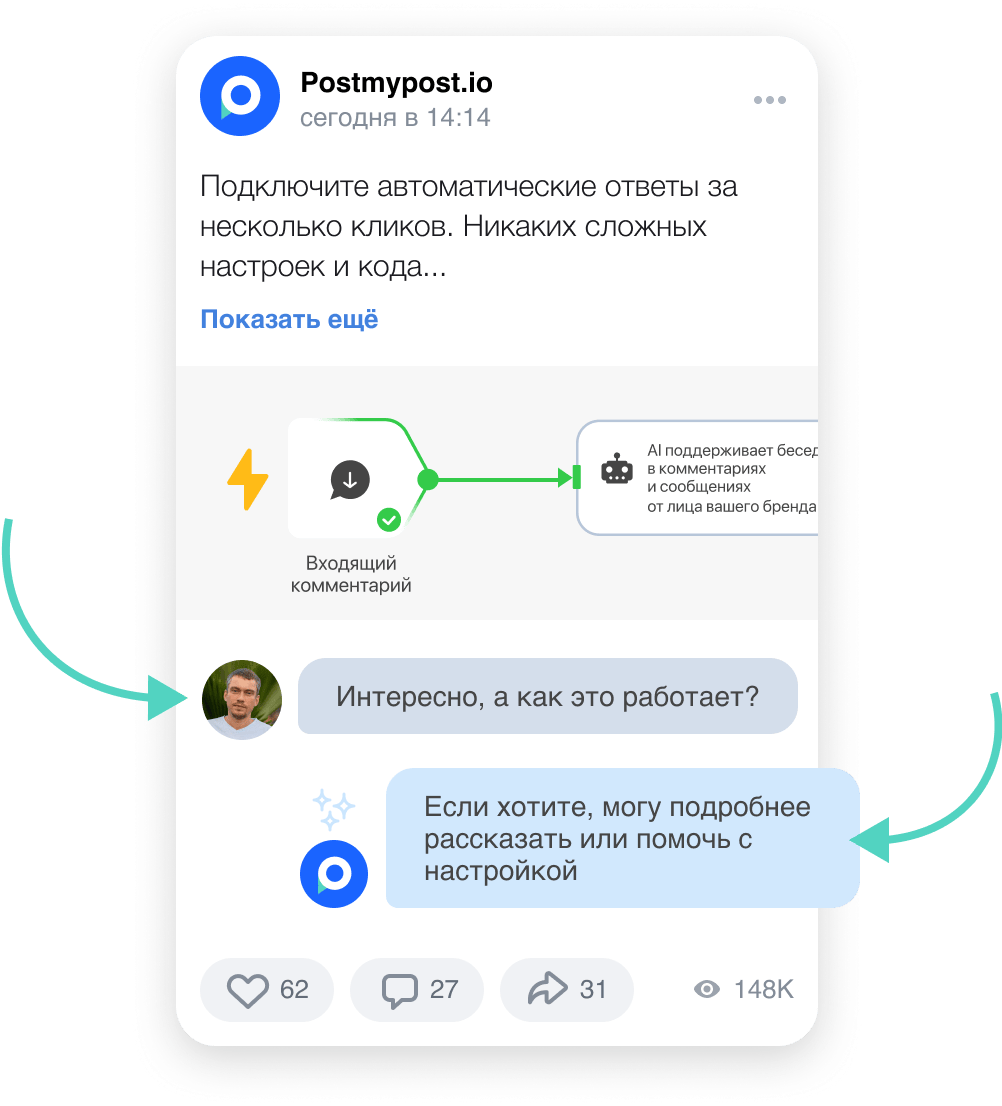 Postmypost.io
сегодня в 14:14
Подключите автоматические ответы за
несколько кликов. Никаких сложных
настроек и кода...
Показать ещё
AI поддерживает
в комментариях
и сообщениях
от лица вашего бренда
Входящий
комментарий
Интересно, а как это работает?
Если хотите, могу подробнее
рассказать или помочь с
настройкой
62
27
31
148K